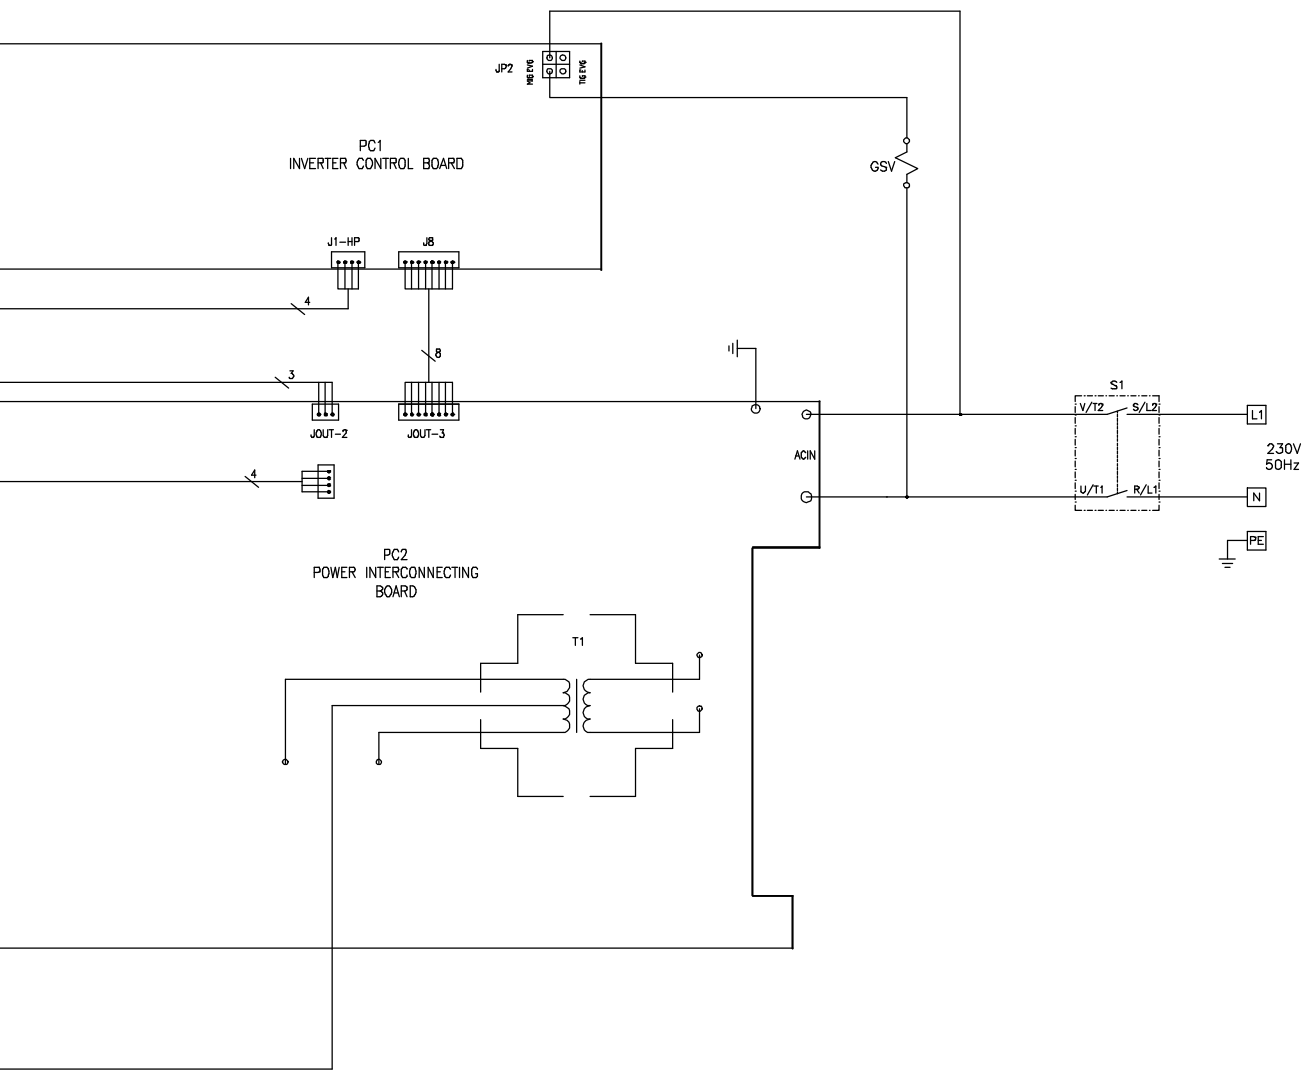 JP2
MIG EVG
TIG EVG
PC1
INVERTER CONTROL BOARD
GSV
J1-HP
J8
4
8
3
S1
V/T2
S/L2
L1
JOUT-2
JOUT-3
ACIN
230V
50Hz
4
U/T1
R/L1
N
PE
PC2
POWER INTERCONNECTING
BOARD
T1